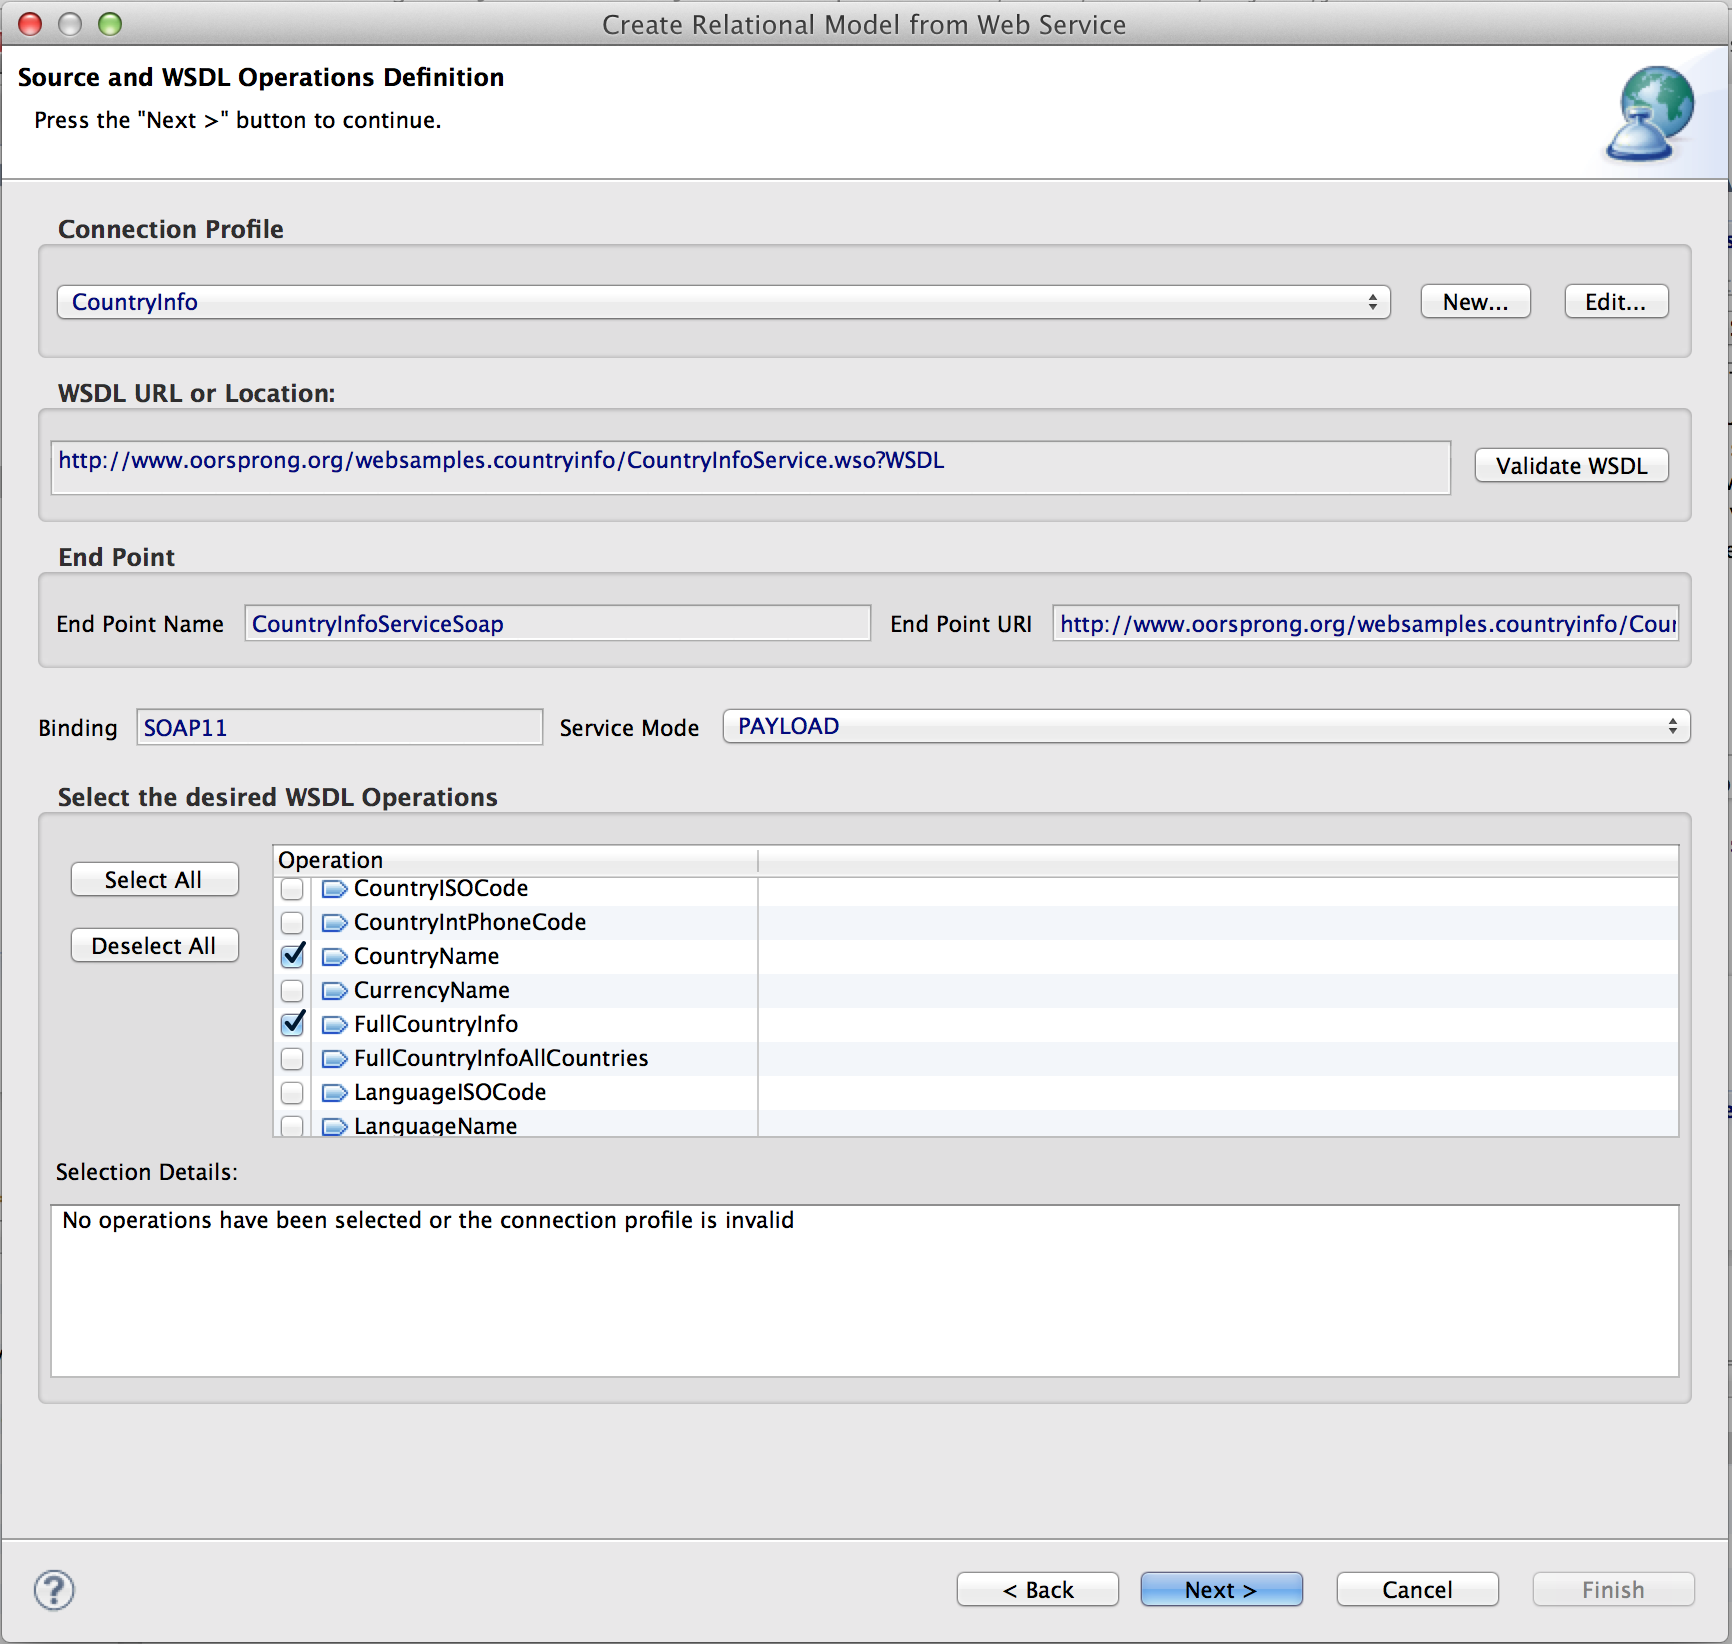 Create Relational Model from Web Service
Source and WSDL Operations Definition
Press the "Next >" button to continue.
Connection Profile
CountryInfo
New...
Edit...
WSDL URL or Location:
http://www.oorsprong.org/websamples.countryinfo/CountryInfoService.wso?WSDL
Validate WSDL
End Point
End Point Name CountryInfoServiceSoap End Point URI http://www.oorsprong.org/websamples.countryinfo/Cour
Binding SOAP11 Service Mode PAYLOAD
Select the desired WSDL Operations
Select All
Deselect All
Operation
CountryISOCode
CountryIntPhoneCode
CountryName
CurrencyName
FullCountryInfo
FullCountryInfoAllCountries
LanguageISOCode
LanguageName
Selection Details:
No operations have been selected or the connection profile is invalid
?
< Back
Next >
Cancel
Finish